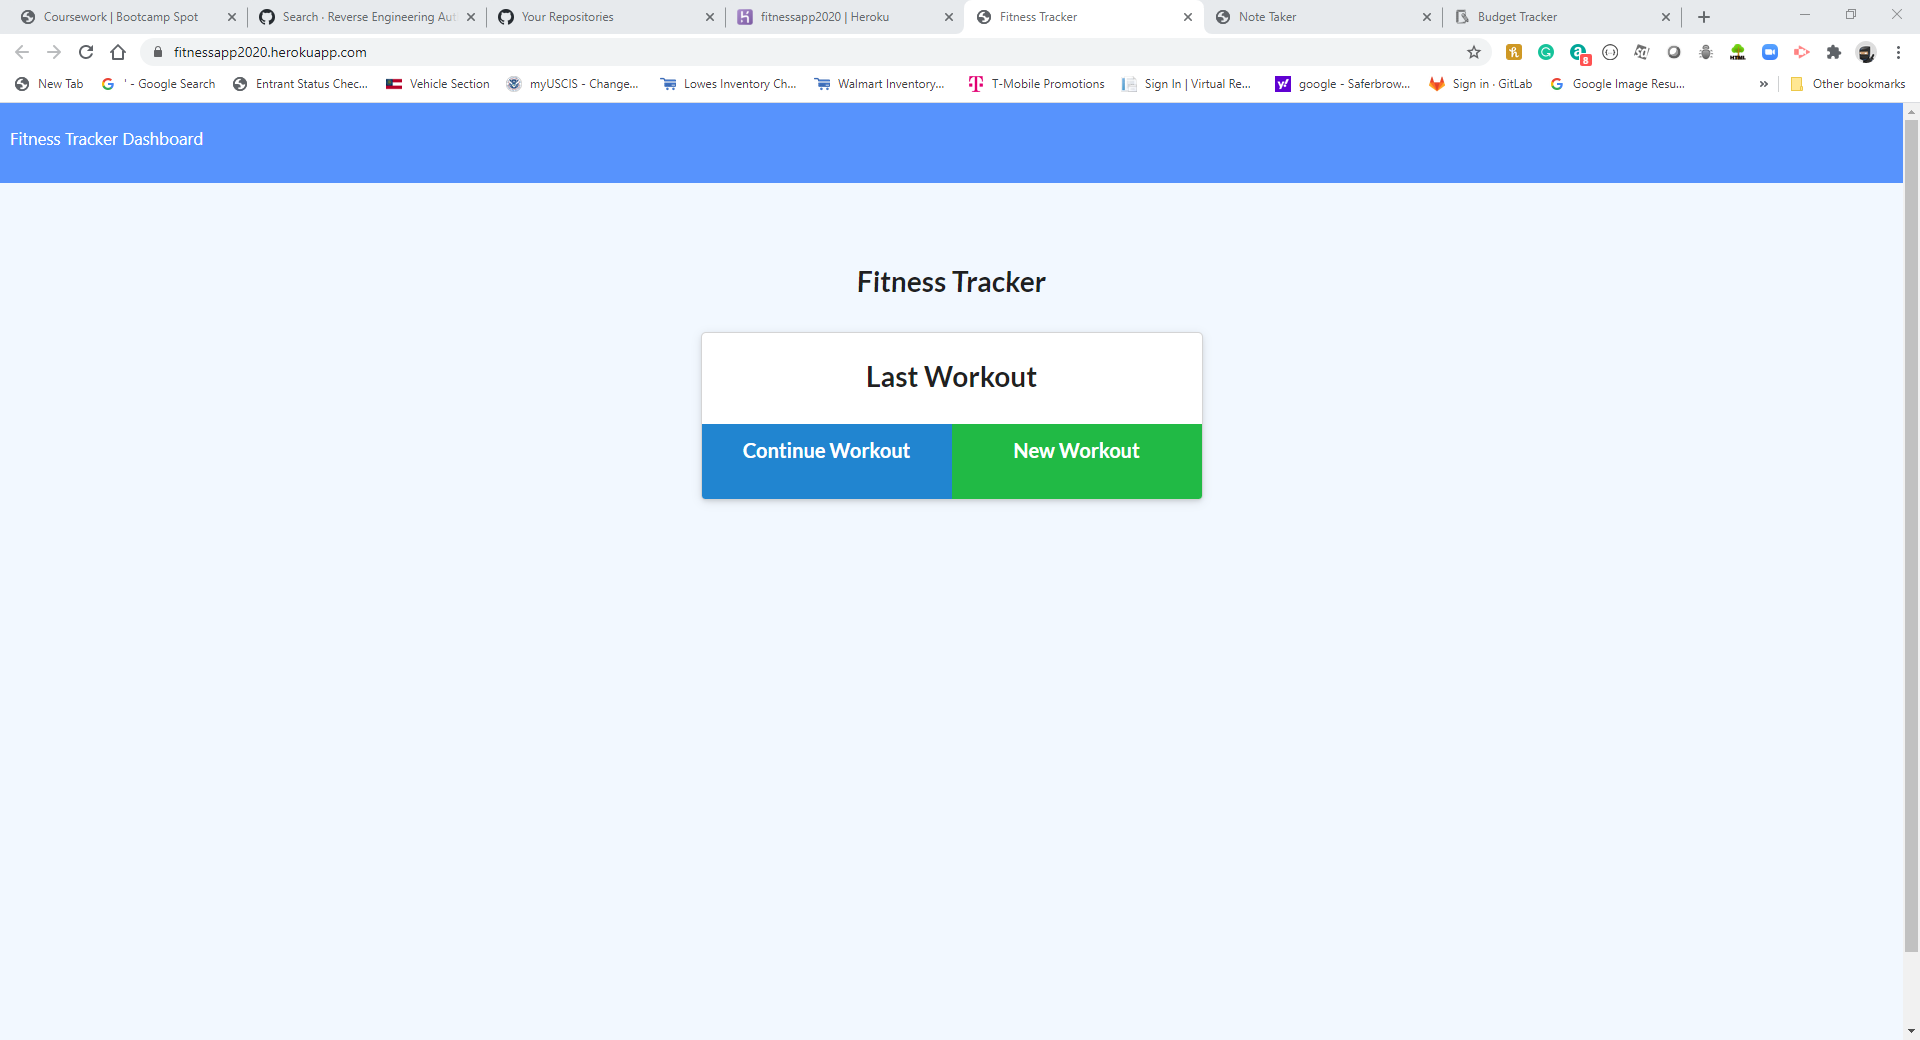 Coursework | Bootcamp Spot
Search · Reverse Engineering Aut
Your Repositories
fitnessapp2020 | Heroku
Fitness Tracker
Note Taker
Budget Tracker
fitnessapp2020.herokuapp.com
8
New Tab
' - Google Search
Entrant Status Chec...
Vehicle Section
myUSCIS - Change...
Lowes Inventory Ch...
Walmart Inventory...
T-Mobile Promotions
Sign In | Virtual Re...
google - Saferbrow...
Sign in · GitLab
Google Image Resu...
»
Other bookmarks
Fitness Tracker Dashboard
Fitness Tracker
Last Workout
Continue Workout
New Workout